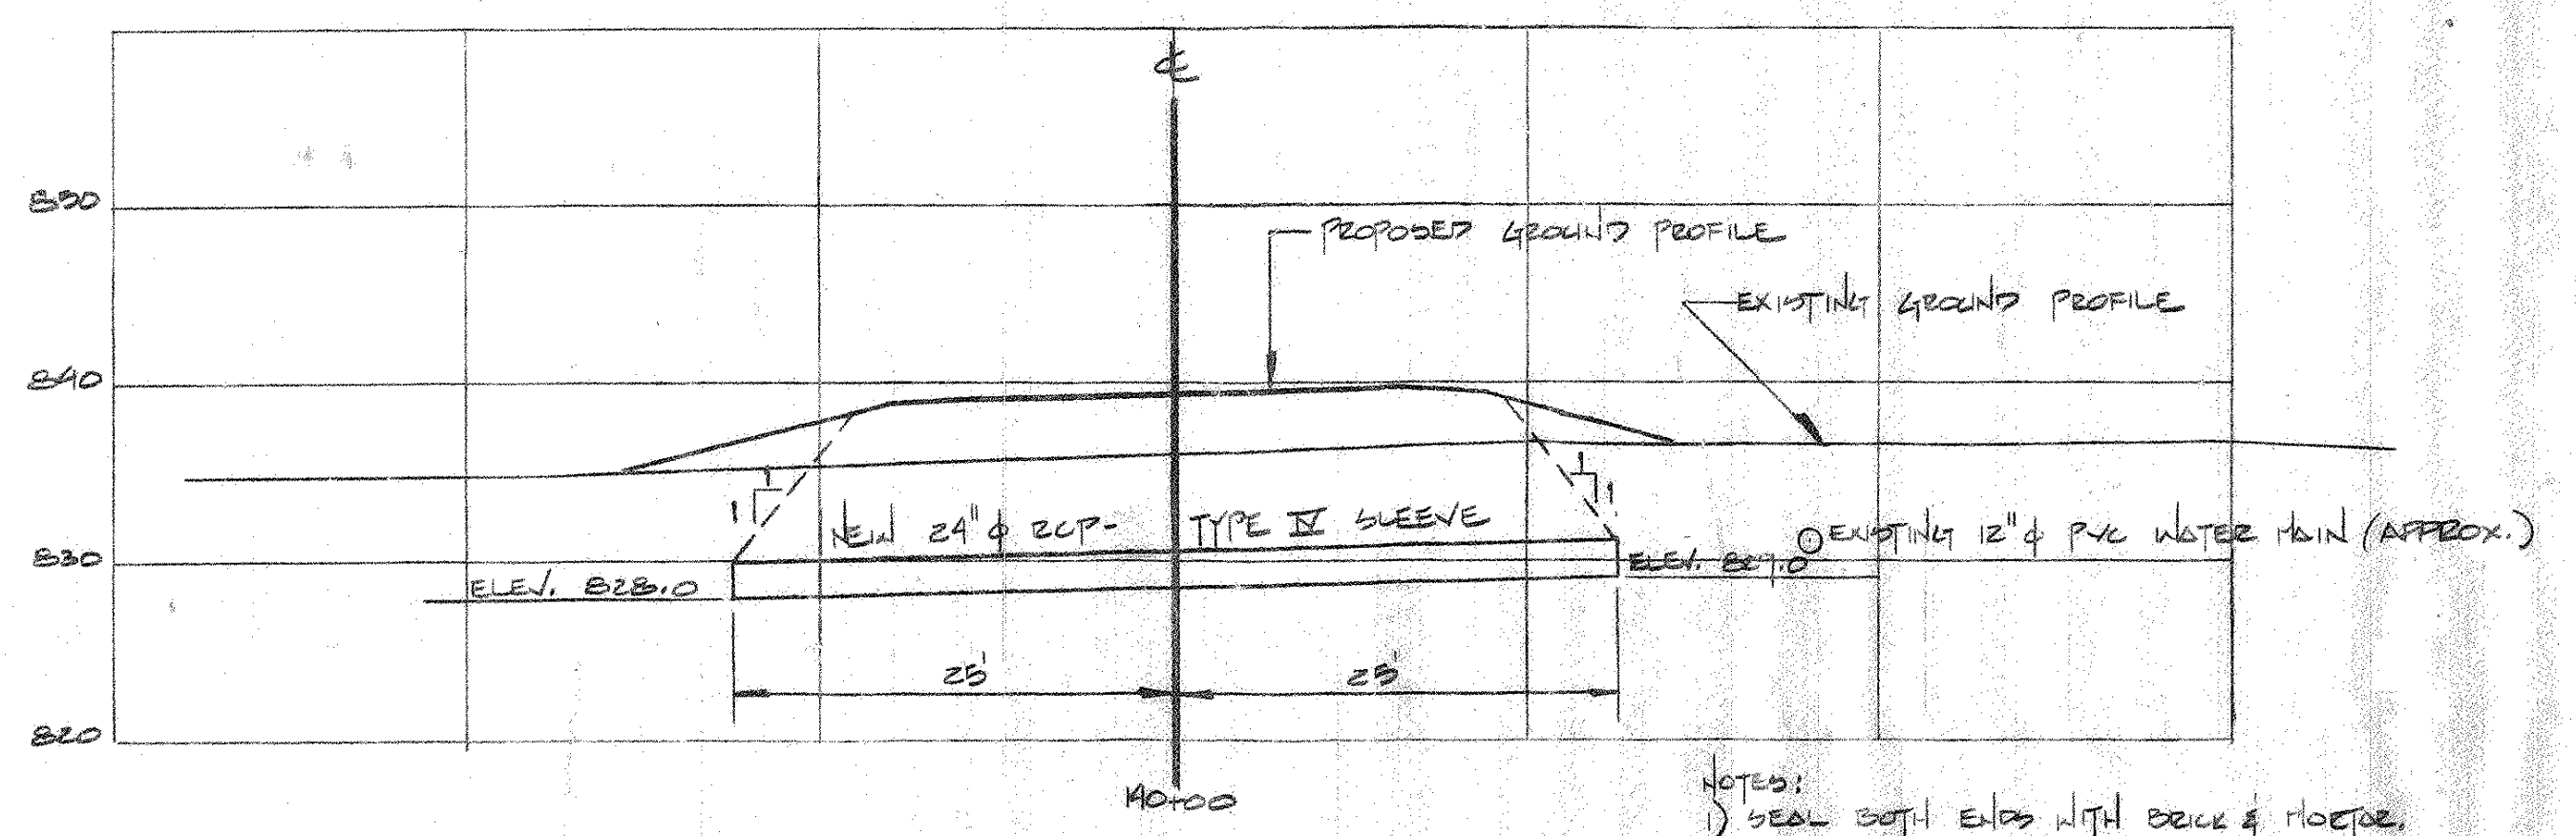 ℄
850
PROPOSED GROUND PROFILE
EXISTING GROUND PROFILE
840
1
1
1
1
NEW 24"⌀ RCP- TYPE IV SLEEVE
EXISTING 12"⌀ PVC WATER MAIN (APPROX.)
830
ELEV. 829.0
ELEV. 828.0
25'
25'
820
140+00
NOTES:
1) SEAL BOTH ENDS WITH BRICK & MORTAR.